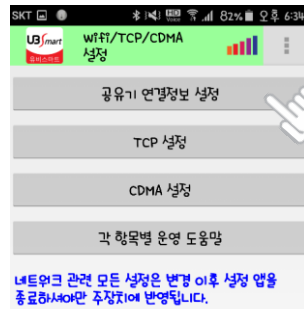 SKT 82% 오후 6:34
UBSmart
유비스마트
wifi/TCP/CDMA
설정
공유기 연결정보 설정
TCP 설정
CDMA 설정
각 항목별 운영 도움말
네트워크 관련 모든 설정은 변경 이후 설정 앱을
종료하셔야만 주장치에 반영됩니다.